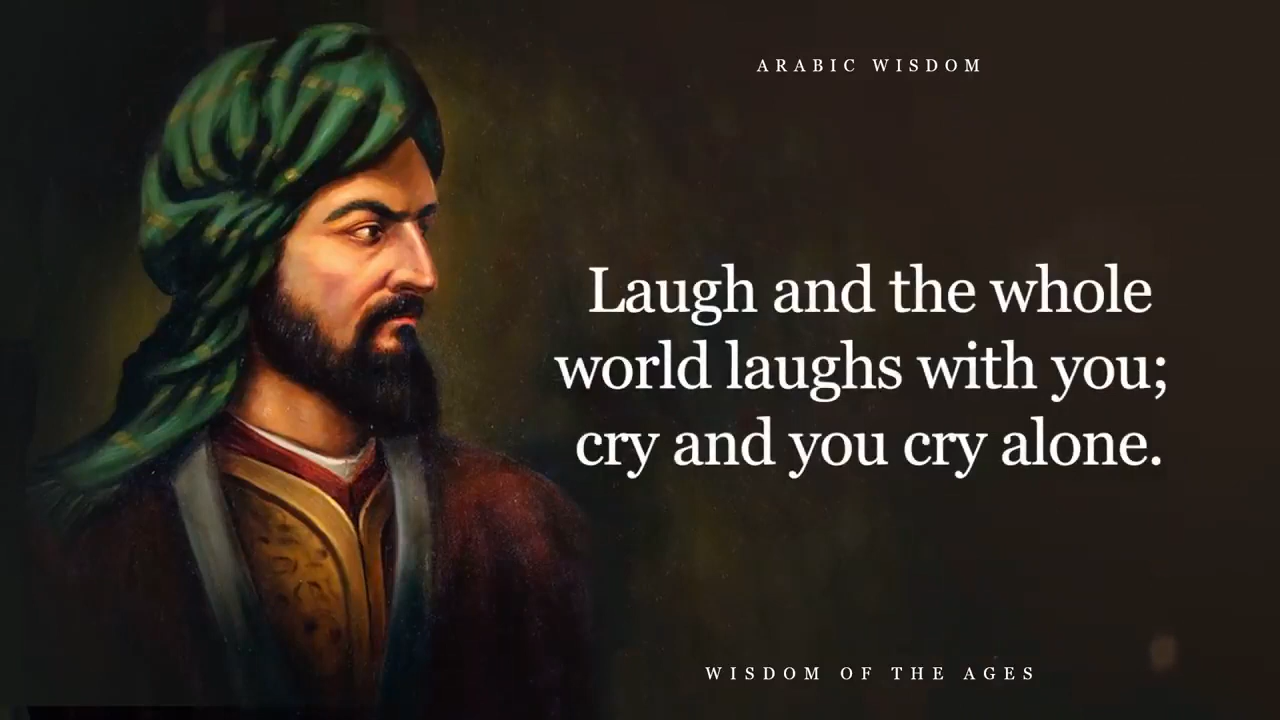 ARABIC WISDOM
Laugh and the whole
world laughs with you;
cry and you cry alone.
WISDOM OF THE AGES